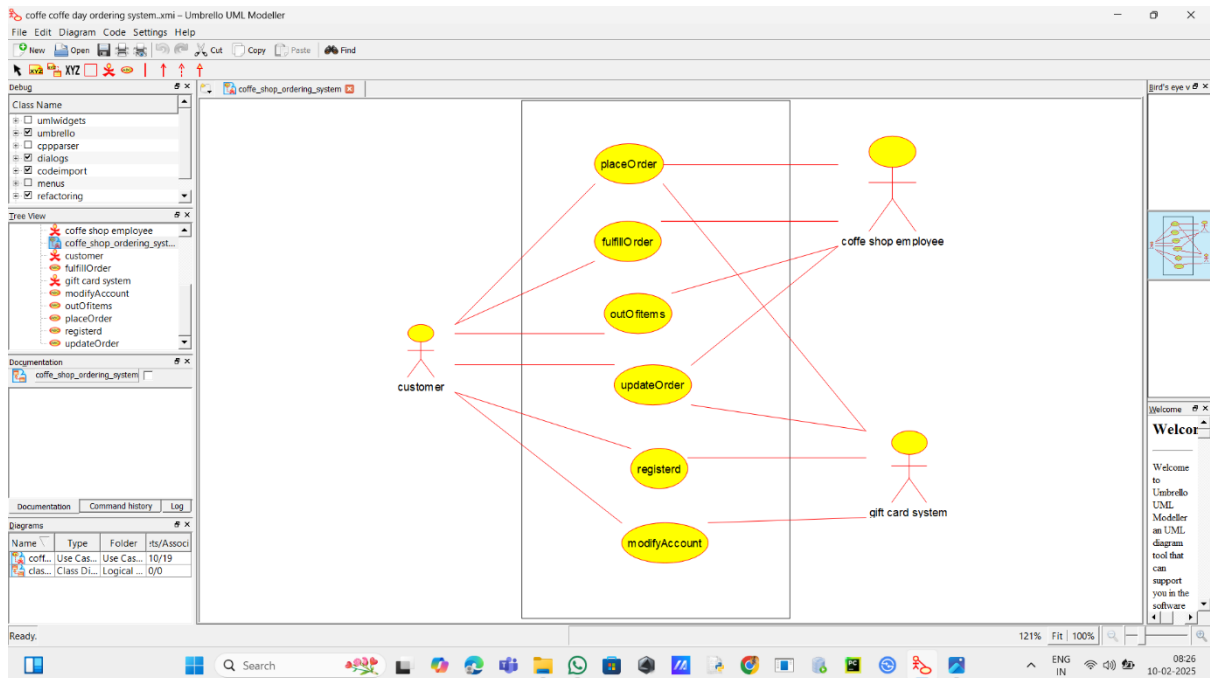 coffe coffe day ordering system..xmi – Umbrello UML Modeller
File Edit Diagram Code Settings Help
New Open Cut Copy Paste Find
XYZ
Debug
Class Name
umlwidgets
umbrello
cppparser
dialogs
codeimport
menus
refactoring
Tree View
coffe shop employee
coffe_shop_ordering_syst...
customer
fulfillOrder
gift card system
modifyAccount
outOfitems
placeOrder
registerd
updateOrder
Documentation
coffe_shop_ordering_system
Documentation Command history Log
Diagrams
Name Type Folder :ts/Associ
coff... Use Cas... Use Cas... 10/19
clas... Class Di... Logical ... 0/0
coffe_shop_ordering_system
placeOrder
fulfillOrder
coffe shop employee
outOfitems
customer
updateOrder
registerd
gift card system
modifyAccount
Bird's eye v
Welcome
Welcor
Welcome
to
Umbrello
UML
Modeller
an UML
diagram
tool that
can
support
you in the
software
Ready.
121% Fit 100%
Search
ENG
IN
08:26
10-02-2025